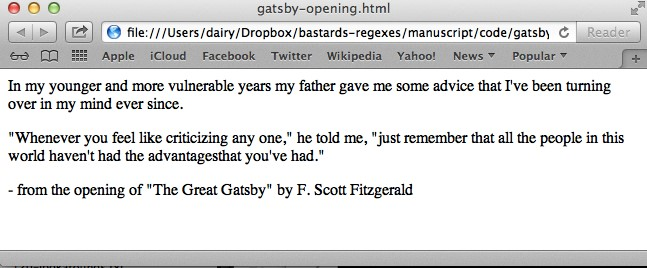 gatsby-opening.html
file:///Users/dairy/Dropbox/bastards-regexes/manuscript/code/gatsby
Reader
Apple iCloud Facebook Twitter Wikipedia Yahoo! News Popular
In my younger and more vulnerable years my father gave me some advice that I've been turning
over in my mind ever since.
"Whenever you feel like criticizing any one," he told me, "just remember that all the people in this
world haven't had the advantagesthat you've had."
- from the opening of "The Great Gatsby" by F. Scott Fitzgerald